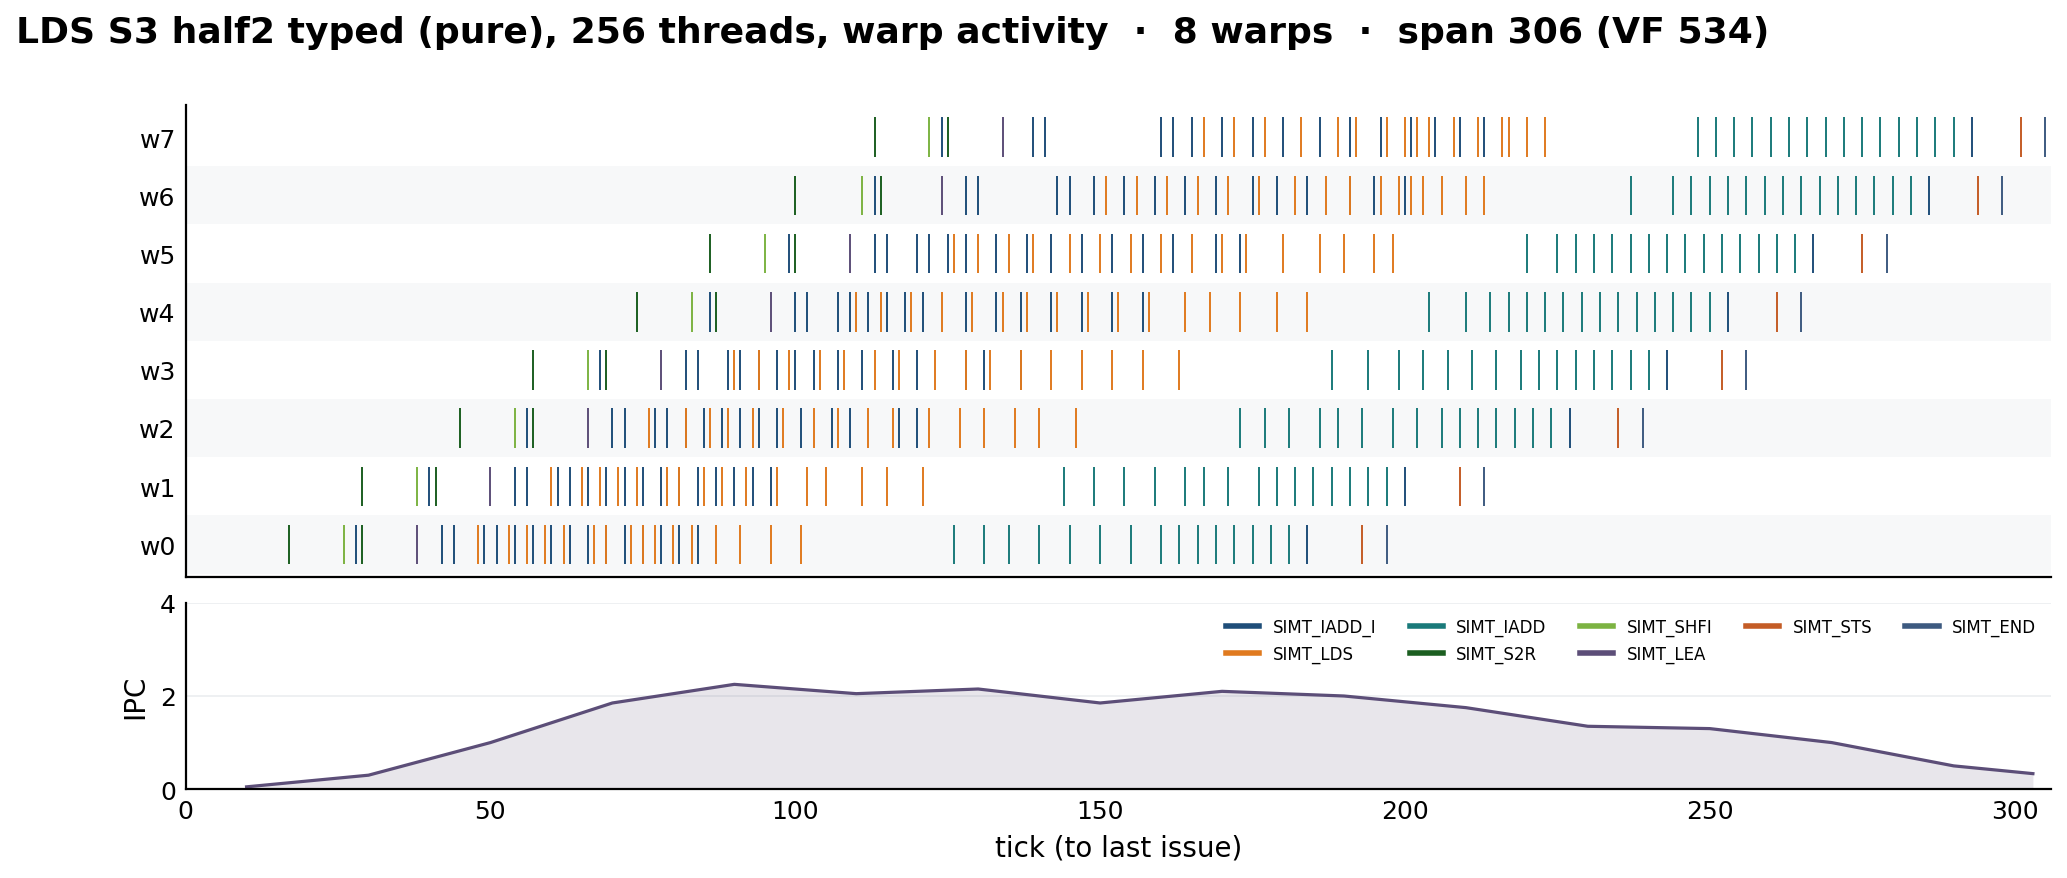 LDS S3 half2 typed (pure), 256 threads, warp activity · 8 warps · span 306 (VF 534)
w7
w6
w5
w4
w3
w2
w1
w0
4
2
0
IPC
SIMT_IADD_I SIMT_IADD SIMT_SHFI SIMT_STS SIMT_END
SIMT_LDS SIMT_S2R SIMT_LEA
0 50 100 150 200 250 300
tick (to last issue)